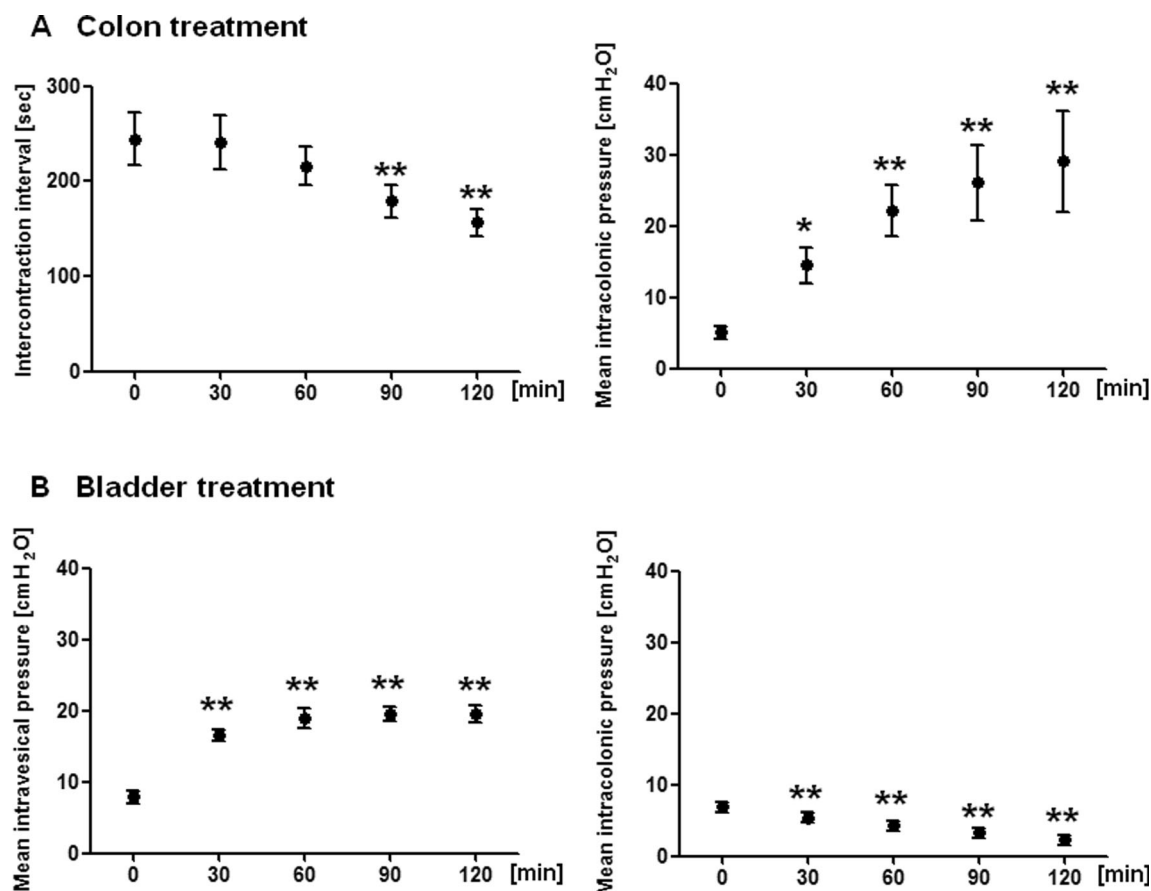 A Colon treatment
Intercontraction interval [sec]
300
200
100
0
** **
0 30 60 90 120 [min]
Mean intracolonic pressure [cmH₂O]
40
30
20
10
0
* ** ** **
0 30 60 90 120 [min]
B Bladder treatment
Mean intravesical pressure [cmH₂O]
40
30
20
10
0
** ** ** **
0 30 60 90 120 [min]
Mean intracolonic pressure [cmH₂O]
40
30
20
10
0
** ** ** **
0 30 60 90 120 [min]